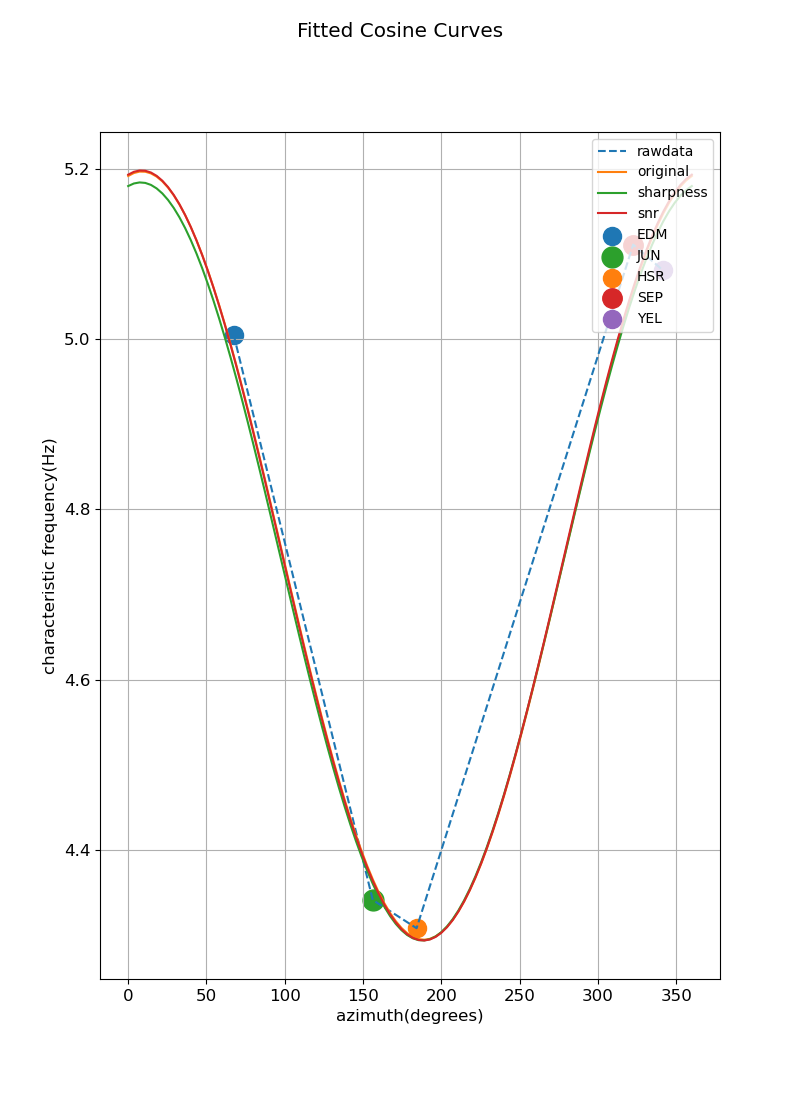 Fitted Cosine Curves
rawdata
original
sharpness
snr
EDM
JUN
HSR
SEP
YEL
5.2
5.0
4.8
4.6
4.4
characteristic frequency(Hz)
0 50 100 150 200 250 300 350
azimuth(degrees)